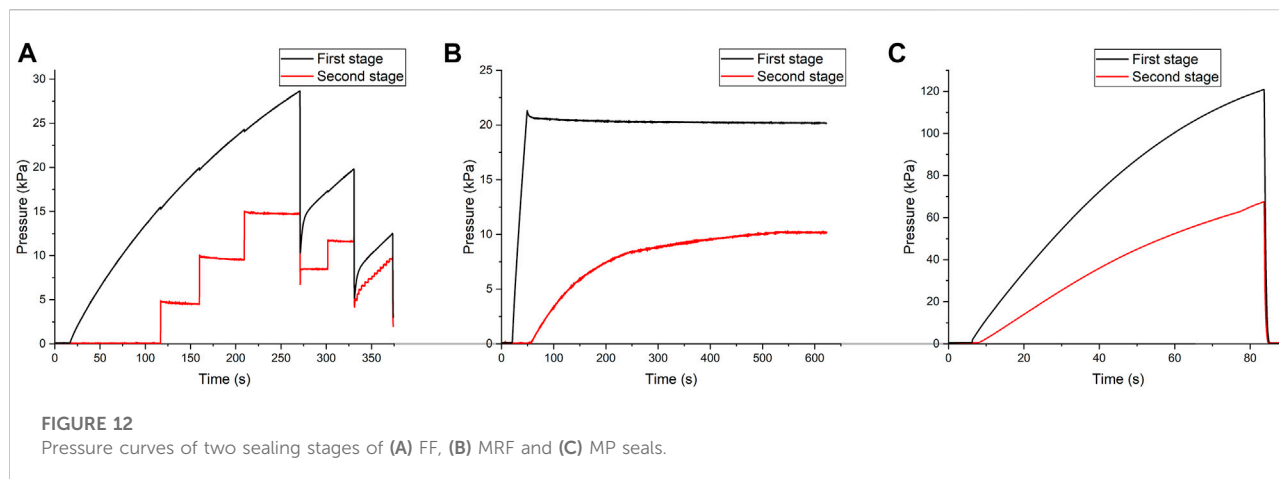 A
First stage
Second stage
30
25
20
15
10
5
0
Pressure (kPa)
0 50 100 150 200 250 300 350
Time (s)
B
First stage
Second stage
25
20
15
10
5
0
Pressure (kPa)
0 100 200 300 400 500 600
Time (s)
C
First stage
Second stage
120
100
80
60
40
20
0
Pressure (kPa)
0 20 40 60 80
Time (s)
FIGURE 12
Pressure curves of two sealing stages of (A) FF, (B) MRF and (C) MP seals.